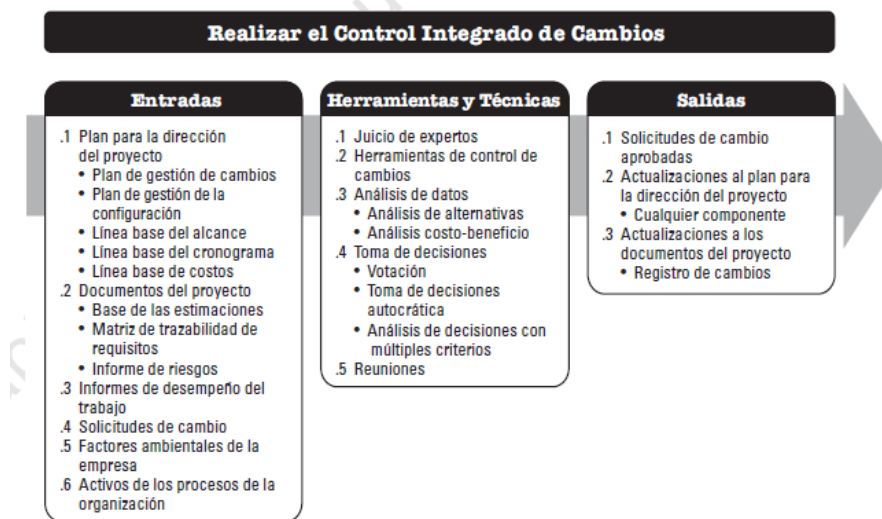 Realizar el Control Integrado de Cambios
Entradas
.1 Plan para la dirección
del proyecto
• Plan de gestión de cambios
• Plan de gestión de la
configuración
• Línea base del alcance
• Línea base del cronograma
• Línea base de costos
.2 Documentos del proyecto
• Base de las estimaciones
• Matriz de trazabilidad de
requisitos
• Informe de riesgos
.3 Informes de desempeño del
trabajo
.4 Solicitudes de cambio
.5 Factores ambientales de la
empresa
.6 Activos de los procesos de la
organización
Herramientas y Técnicas
.1 Juicio de expertos
.2 Herramientas de control de
cambios
.3 Análisis de datos
• Análisis de alternativas
• Análisis costo-beneficio
.4 Toma de decisiones
• Votación
• Toma de decisiones
autocrática
• Análisis de decisiones con
múltiples criterios
.5 Reuniones
Salidas
.1 Solicitudes de cambio
aprobadas
.2 Actualizaciones al plan para
la dirección del proyecto
• Cualquier componente
.3 Actualizaciones a los
documentos del proyecto
• Registro de cambios